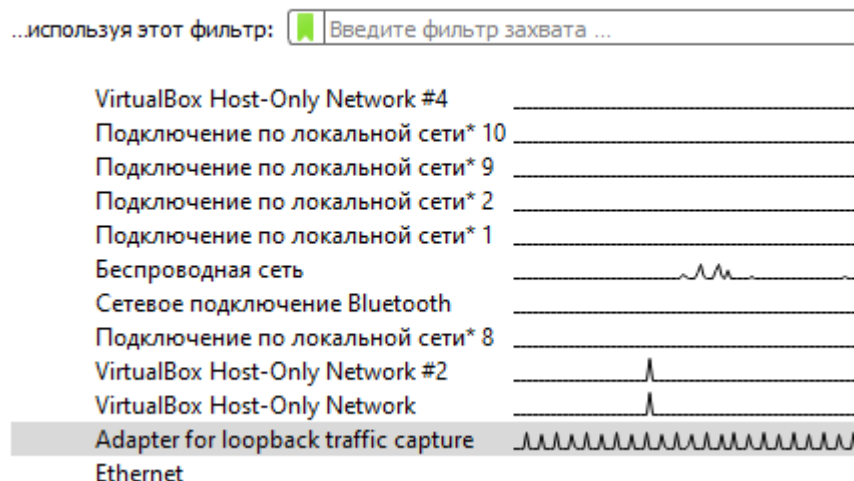 ...используя этот фильтр: Введите фильтр захвата ...
VirtualBox Host-Only Network #4
Подключение по локальной сети* 10
Подключение по локальной сети* 9
Подключение по локальной сети* 2
Подключение по локальной сети* 1
Беспроводная сеть
Сетевое подключение Bluetooth
Подключение по локальной сети* 8
VirtualBox Host-Only Network #2
VirtualBox Host-Only Network
Adapter for loopback traffic capture
Ethernet